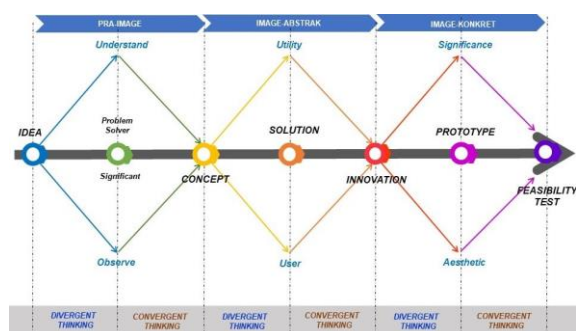 PRA-IMAGE
IMAGE ABSTRAK
IMAGE-KONKRET
Understand
Utility
Significance
IDEA
Problem
Solver
SOLUTION
PROTOTYPE
Significant
CONCEPT
INNOVATION
FEASIBILITY
TEST
Observe
User
Aesthetic
DIVERGENT
THINKING
CONVERGENT
THINKING
DIVERGENT
THINKING
CONVERGENT
THINKING
DIVERGENT
THINKING
CONVERGENT
THINKING